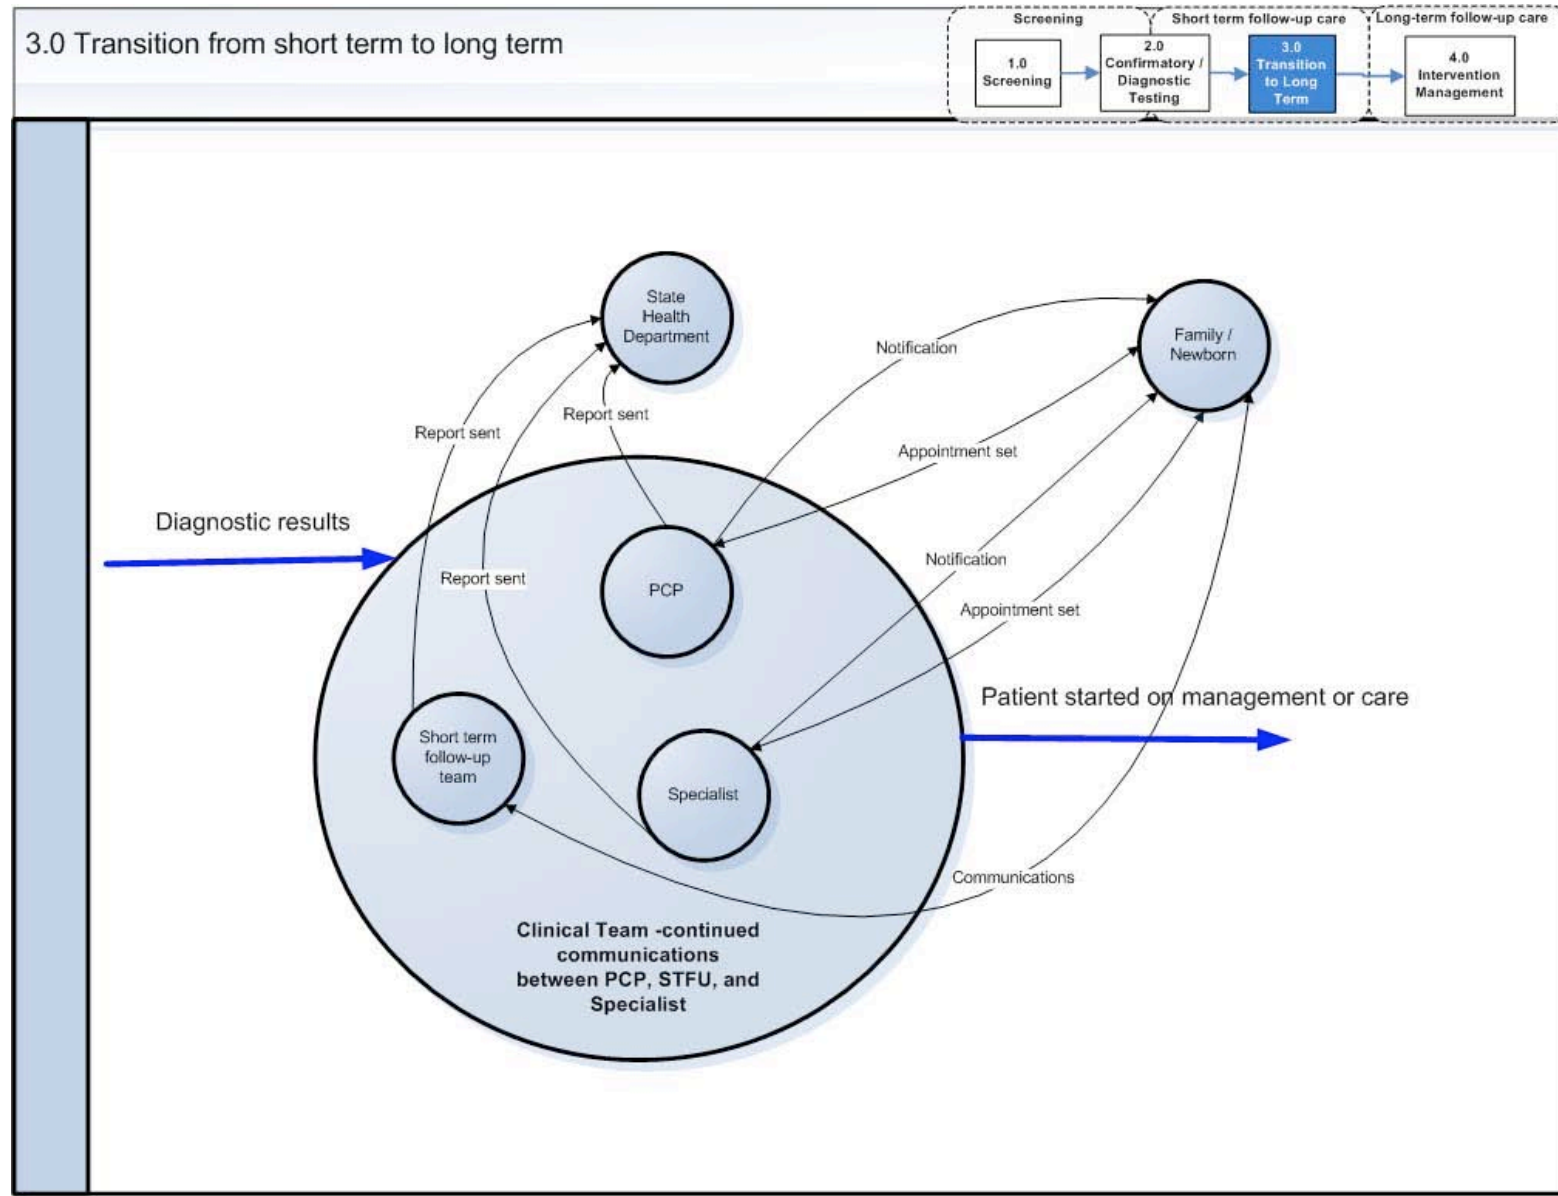 3.0 Transition from short term to long term
Screening
Short term follow-up care
Long-term follow-up care
1.0
Screening
2.0
Confirmatory /
Diagnostic
Testing
3.0
Transition
to Long
Term
4.0
Intervention
Management
State
Health
Department
Family /
Newborn
Notification
Report sent
Report sent
Appointment set
Diagnostic results
Notification
Report sent
PCP
Appointment set
Patient started on management or care
Short term
follow-up
team
Specialist
Communications
Clinical Team -continued
communications
between PCP, STFU, and
Specialist